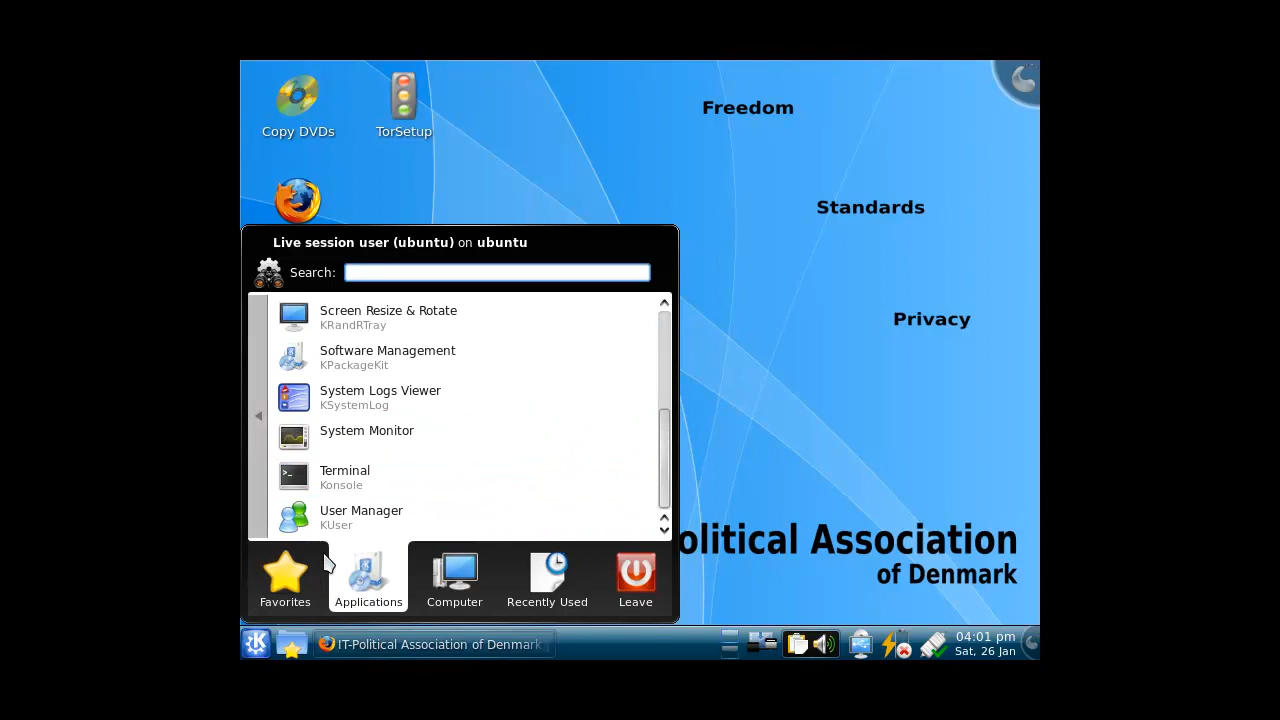 Freedom
Copy DVDs
TorSetup
Standards
Live session user (ubuntu) on ubuntu
Search:
Screen Resize & Rotate
KRandRTray
Privacy
Software Management
KPackageKit
System Logs Viewer
KSystemLog
System Monitor
Terminal
Konsole
User Manager
KUser
olitical Association
of Denmark
Favorites
Applications
Computer
Recently Used
Leave
IT-Political Association of Denmark
04:01 pm
Sat, 26 Jan